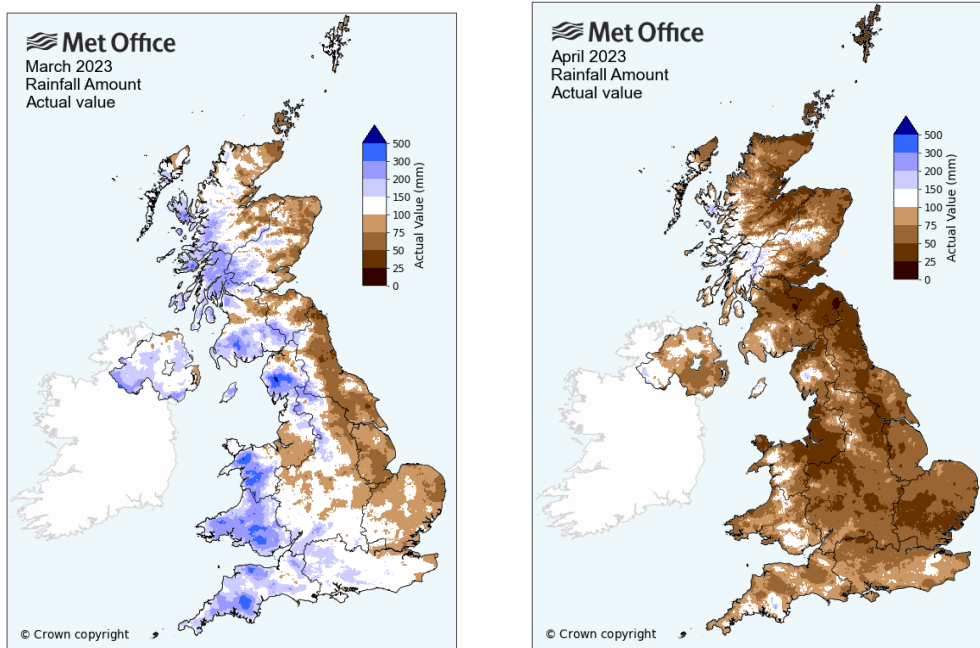 Met Office
March 2023
Rainfall Amount
Actual value
500
300
200
150
100
75
50
25
0
Actual Value (mm)
© Crown copyright
Met Office
April 2023
Rainfall Amount
Actual value
500
300
200
150
100
75
50
25
0
Actual Value (mm)
© Crown copyright